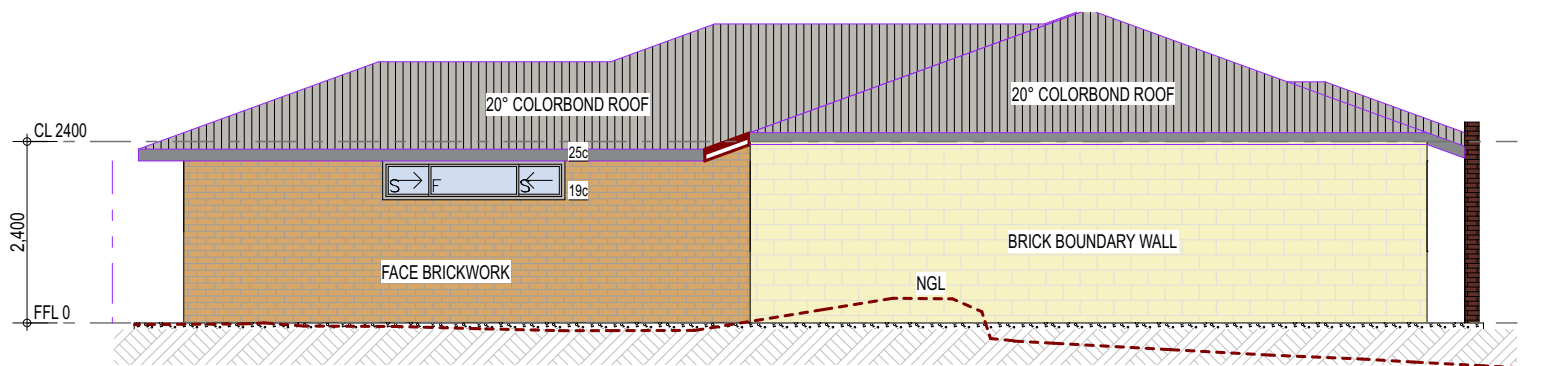 20° COLORBOND ROOF
20° COLORBOND ROOF
CL 2400
25c
S F S
19c
2,400
BRICK BOUNDARY WALL
FACE BRICKWORK
NGL
FFL 0